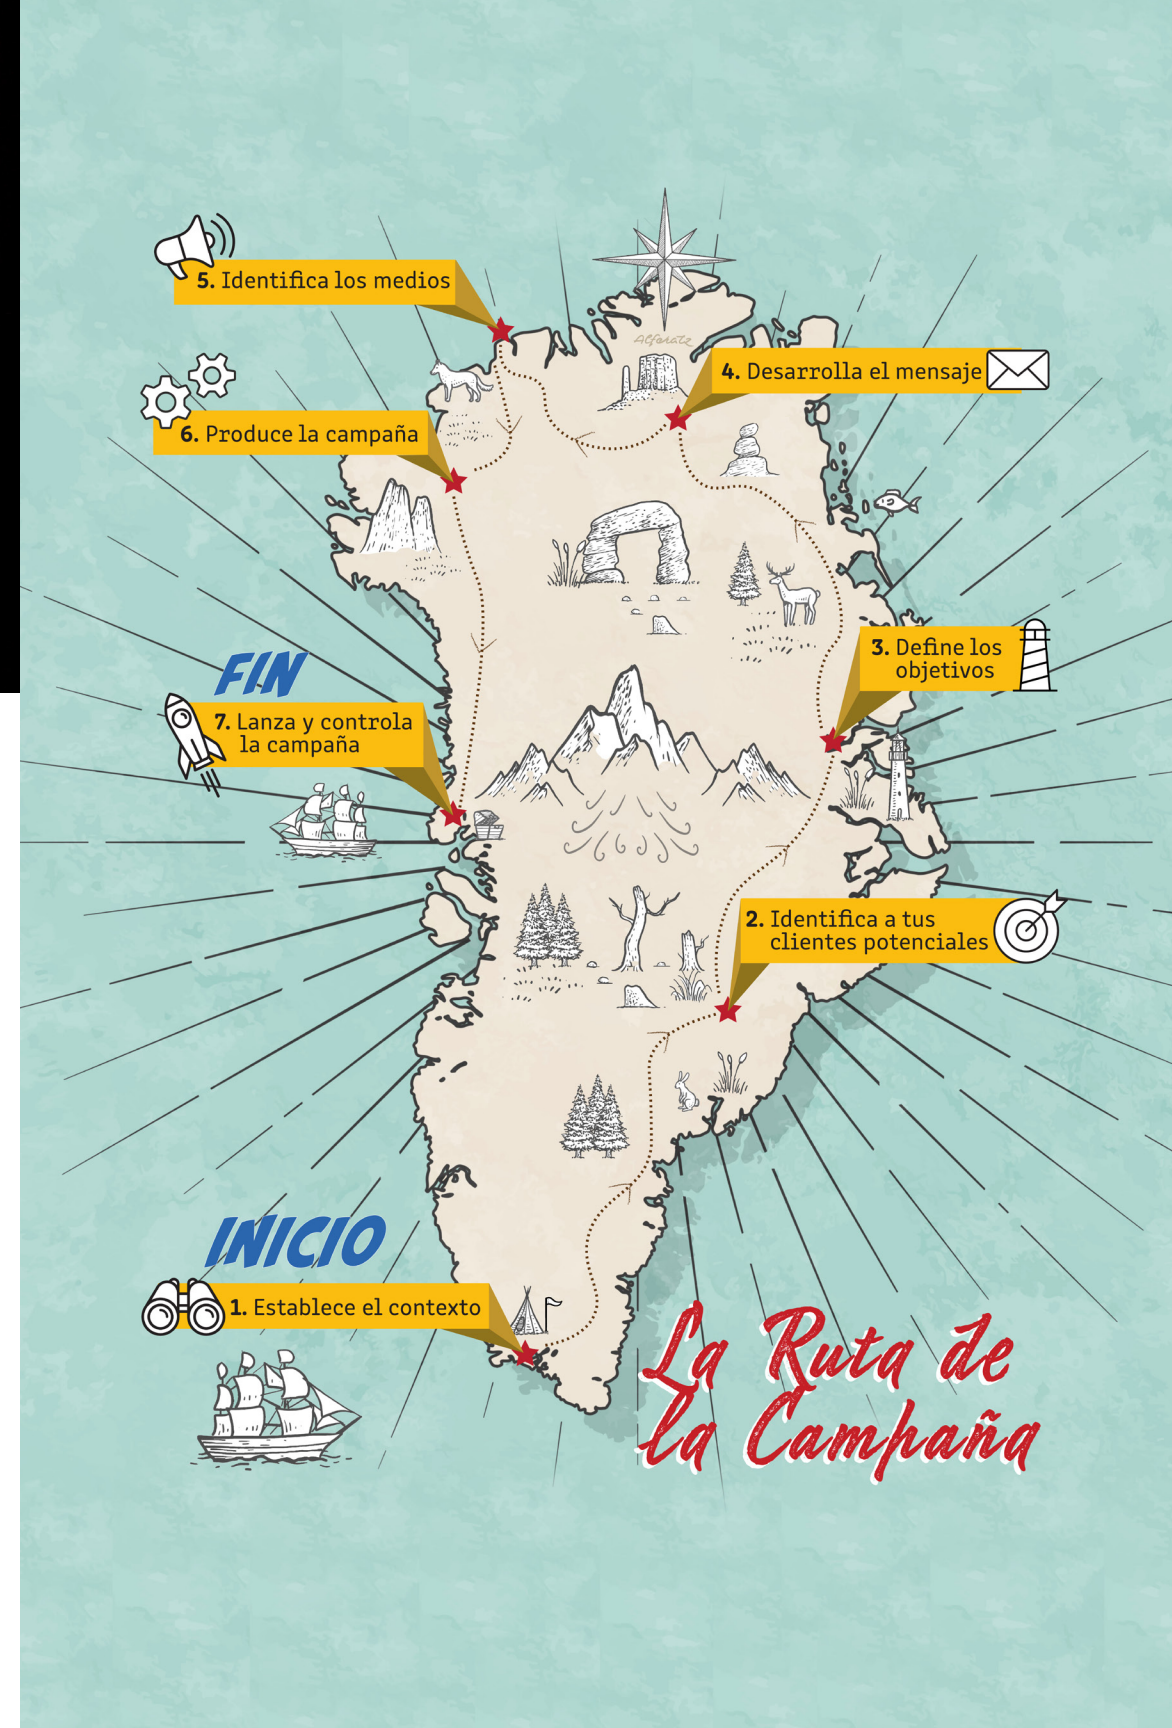 Alferatz
5. Identifica los medios
4. Desarrolla el mensaje
6. Produce la campaña
3. Define los
objetivos
FIN
7. Lanza y controla
la campaña
2. Identifica a tus
clientes potenciales
INICIO
1. Establece el contexto
La Ruta de
la Campaña